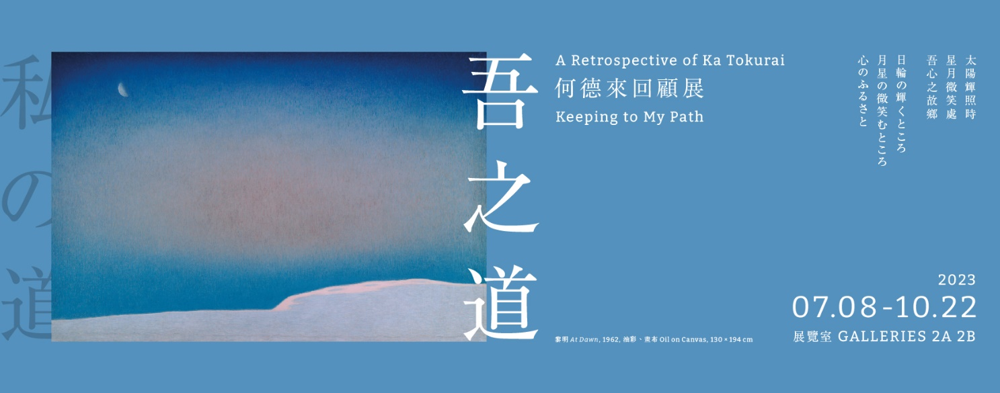 私の道
吾之道
A Retrospective of Ka Tokurai
何德來回顧展
Keeping to My Path
太陽輝照時
星月微笑處
吾心之故鄉
日輪の輝くところ
月星の微笑むところ
心のふるさと
2023
07.08-10.22
展覽室 GALLERIES 2A 2B
黎明 At Dawn, 1962, 油彩、畫布 Oil on Canvas, 130 × 194 cm